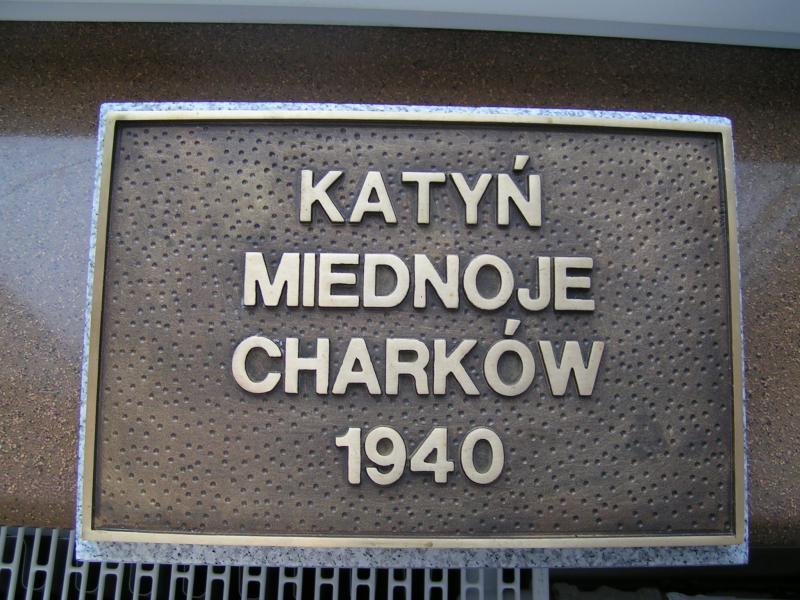 KATYŃ
MIEDNOJE
CHARKÓW
1940